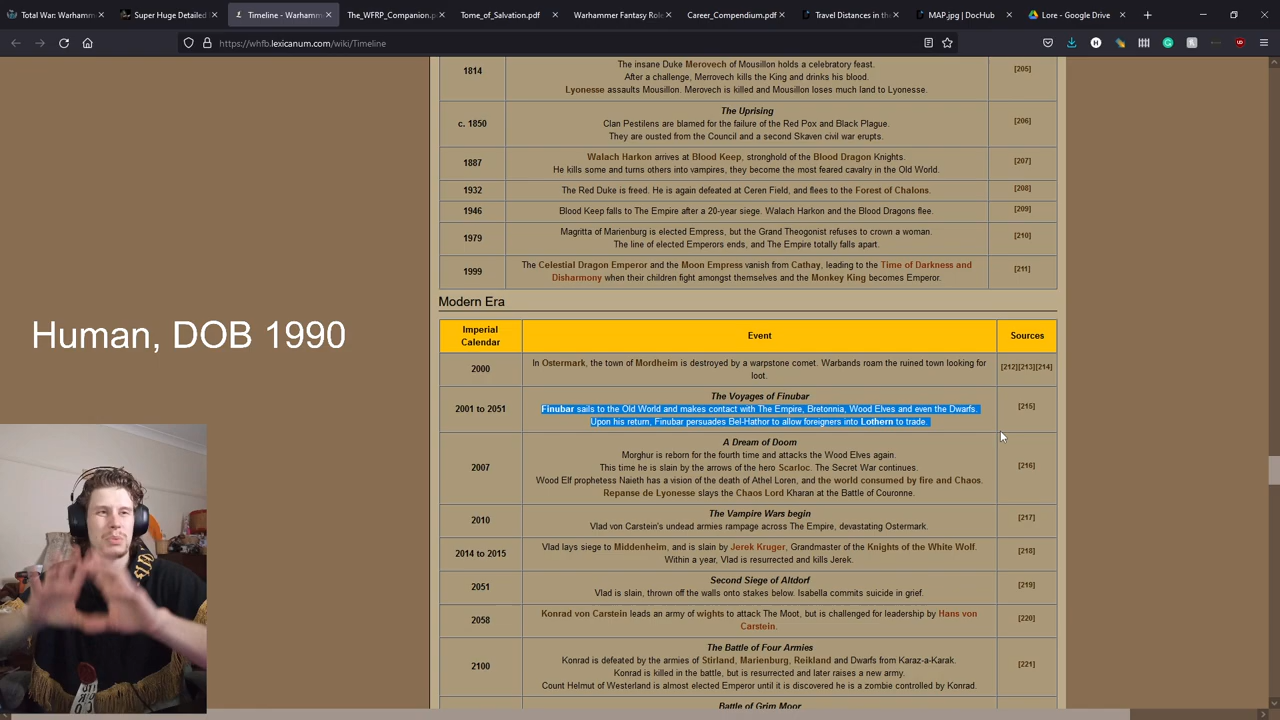 Total War: Warhamm
Super Huge Detailed
Timeline - Warhamm
The_WFRP_Companion.pc
Tome_of_Salvation.pdf
Warhammer Fantasy Role
Career_Compendium.pdf
Travel Distances in the
MAP.jpg | DocHub
Lore - Google Drive
https://whfb.lexicanum.com/wiki/Timeline
1814
The insane Duke Merovech of Mousillon holds a celebratory feast.
After a challenge, Merrovech kills the King and drinks his blood.
Lyonesse assaults Mousillon. Merovech is killed and Mousillon loses much land to Lyonesse.
[205]
c. 1850
The Uprising
Clan Pestilens are blamed for the failure of the Red Pox and Black Plague.
They are ousted from the Council and a second Skaven civil war erupts.
[206]
1887
Walach Harkon arrives at Blood Keep, stronghold of the Blood Dragon Knights.
He kills some and turns others into vampires, they become the most feared cavalry in the Old World.
[207]
1932
The Red Duke is freed. He is again defeated at Ceren Field, and flees to the Forest of Chalons.
[208]
1946
Blood Keep falls to The Empire after a 20-year siege. Walach Harkon and the Blood Dragons flee.
[209]
1979
Magritta of Marienburg is elected Empress, but the Grand Theogonist refuses to crown a woman.
The line of elected Emperors ends, and The Empire totally falls apart.
[210]
1999
The Celestial Dragon Emperor and the Moon Empress vanish from Cathay, leading to the Time of Darkness and
Disharmony when their children fight amongst themselves and the Monkey King becomes Emperor.
[211]
Modern Era
Human, DOB 1990
Imperial
Calendar
Event
Sources
2000
In Ostermark, the town of Mordheim is destroyed by a warpstone comet. Warbands roam the ruined town looking for
loot.
[212][213][214]
2001 to 2051
The Voyages of Finubar
Finubar sails to the Old World and makes contact with The Empire, Bretonnia, Wood Elves and even the Dwarfs.
Upon his return, Finubar persuades Bel-Hathor to allow foreigners into Lothern to trade.
[215]
2007
A Dream of Doom
Morghur is reborn for the fourth time and attacks the Wood Elves again.
This time he is slain by the arrows of the hero Scarloc. The Secret War continues.
Wood Elf prophetess Naieth has a vision of the death of Athel Loren, and the world consumed by fire and Chaos.
Repanse de Lyonesse slays the Chaos Lord Kharan at the Battle of Couronne.
[216]
2010
The Vampire Wars begin
Vlad von Carstein's undead armies rampage across The Empire, devastating Ostermark.
[217]
2014 to 2015
Vlad lays siege to Middenheim, and is slain by Jerek Kruger, Grandmaster of the Knights of the White Wolf.
Within a year, Vlad is resurrected and kills Jerek.
[218]
2051
Second Siege of Altdorf
Vlad is slain, thrown off the walls onto stakes below. Isabella commits suicide in grief.
[219]
2058
Konrad von Carstein leads an army of wights to attack The Moot, but is challenged for leadership by Hans von
Carstein.
[220]
2100
The Battle of Four Armies
Konrad is defeated by the armies of Stirland, Marienburg, Reikland and Dwarfs from Karaz-a-Karak.
Konrad is killed in the battle, but is resurrected and later raises a new army.
Count Helmut of Westerland is almost elected Emperor until it is discovered he is a zombie controlled by Konrad.
[221]
Battle of Grim Moor